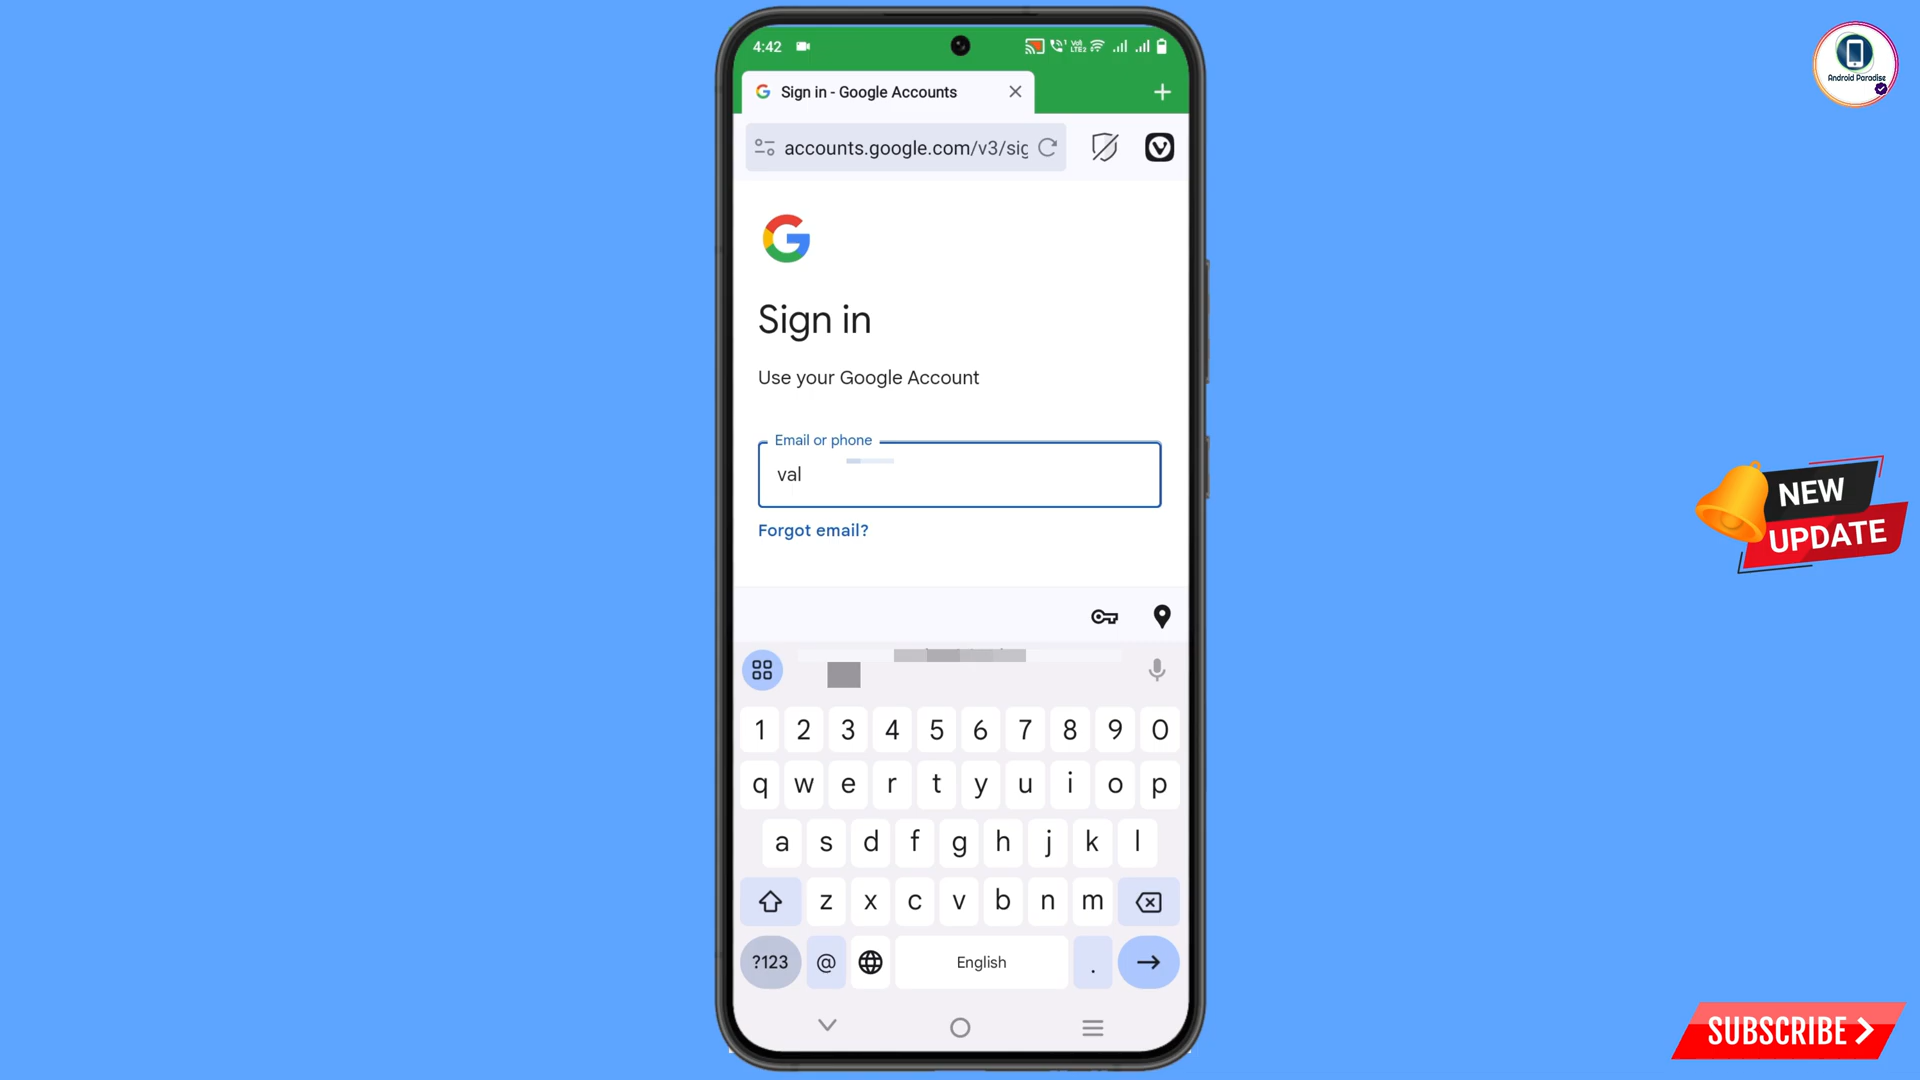 4:42
Vo) LTE2
Sign in - Google Accounts
accounts.google.com/v3/sig
Sign in
Use your Google Account
Email or phone
val
Forgot email?
1 2 3 4 5 6 7 8 9 0
q w e r t y u i o p
a s d f g h j k l
z x c v b n m
?123 @ English .
Android Paradise
NEW
UPDATE
SUBSCRIBE